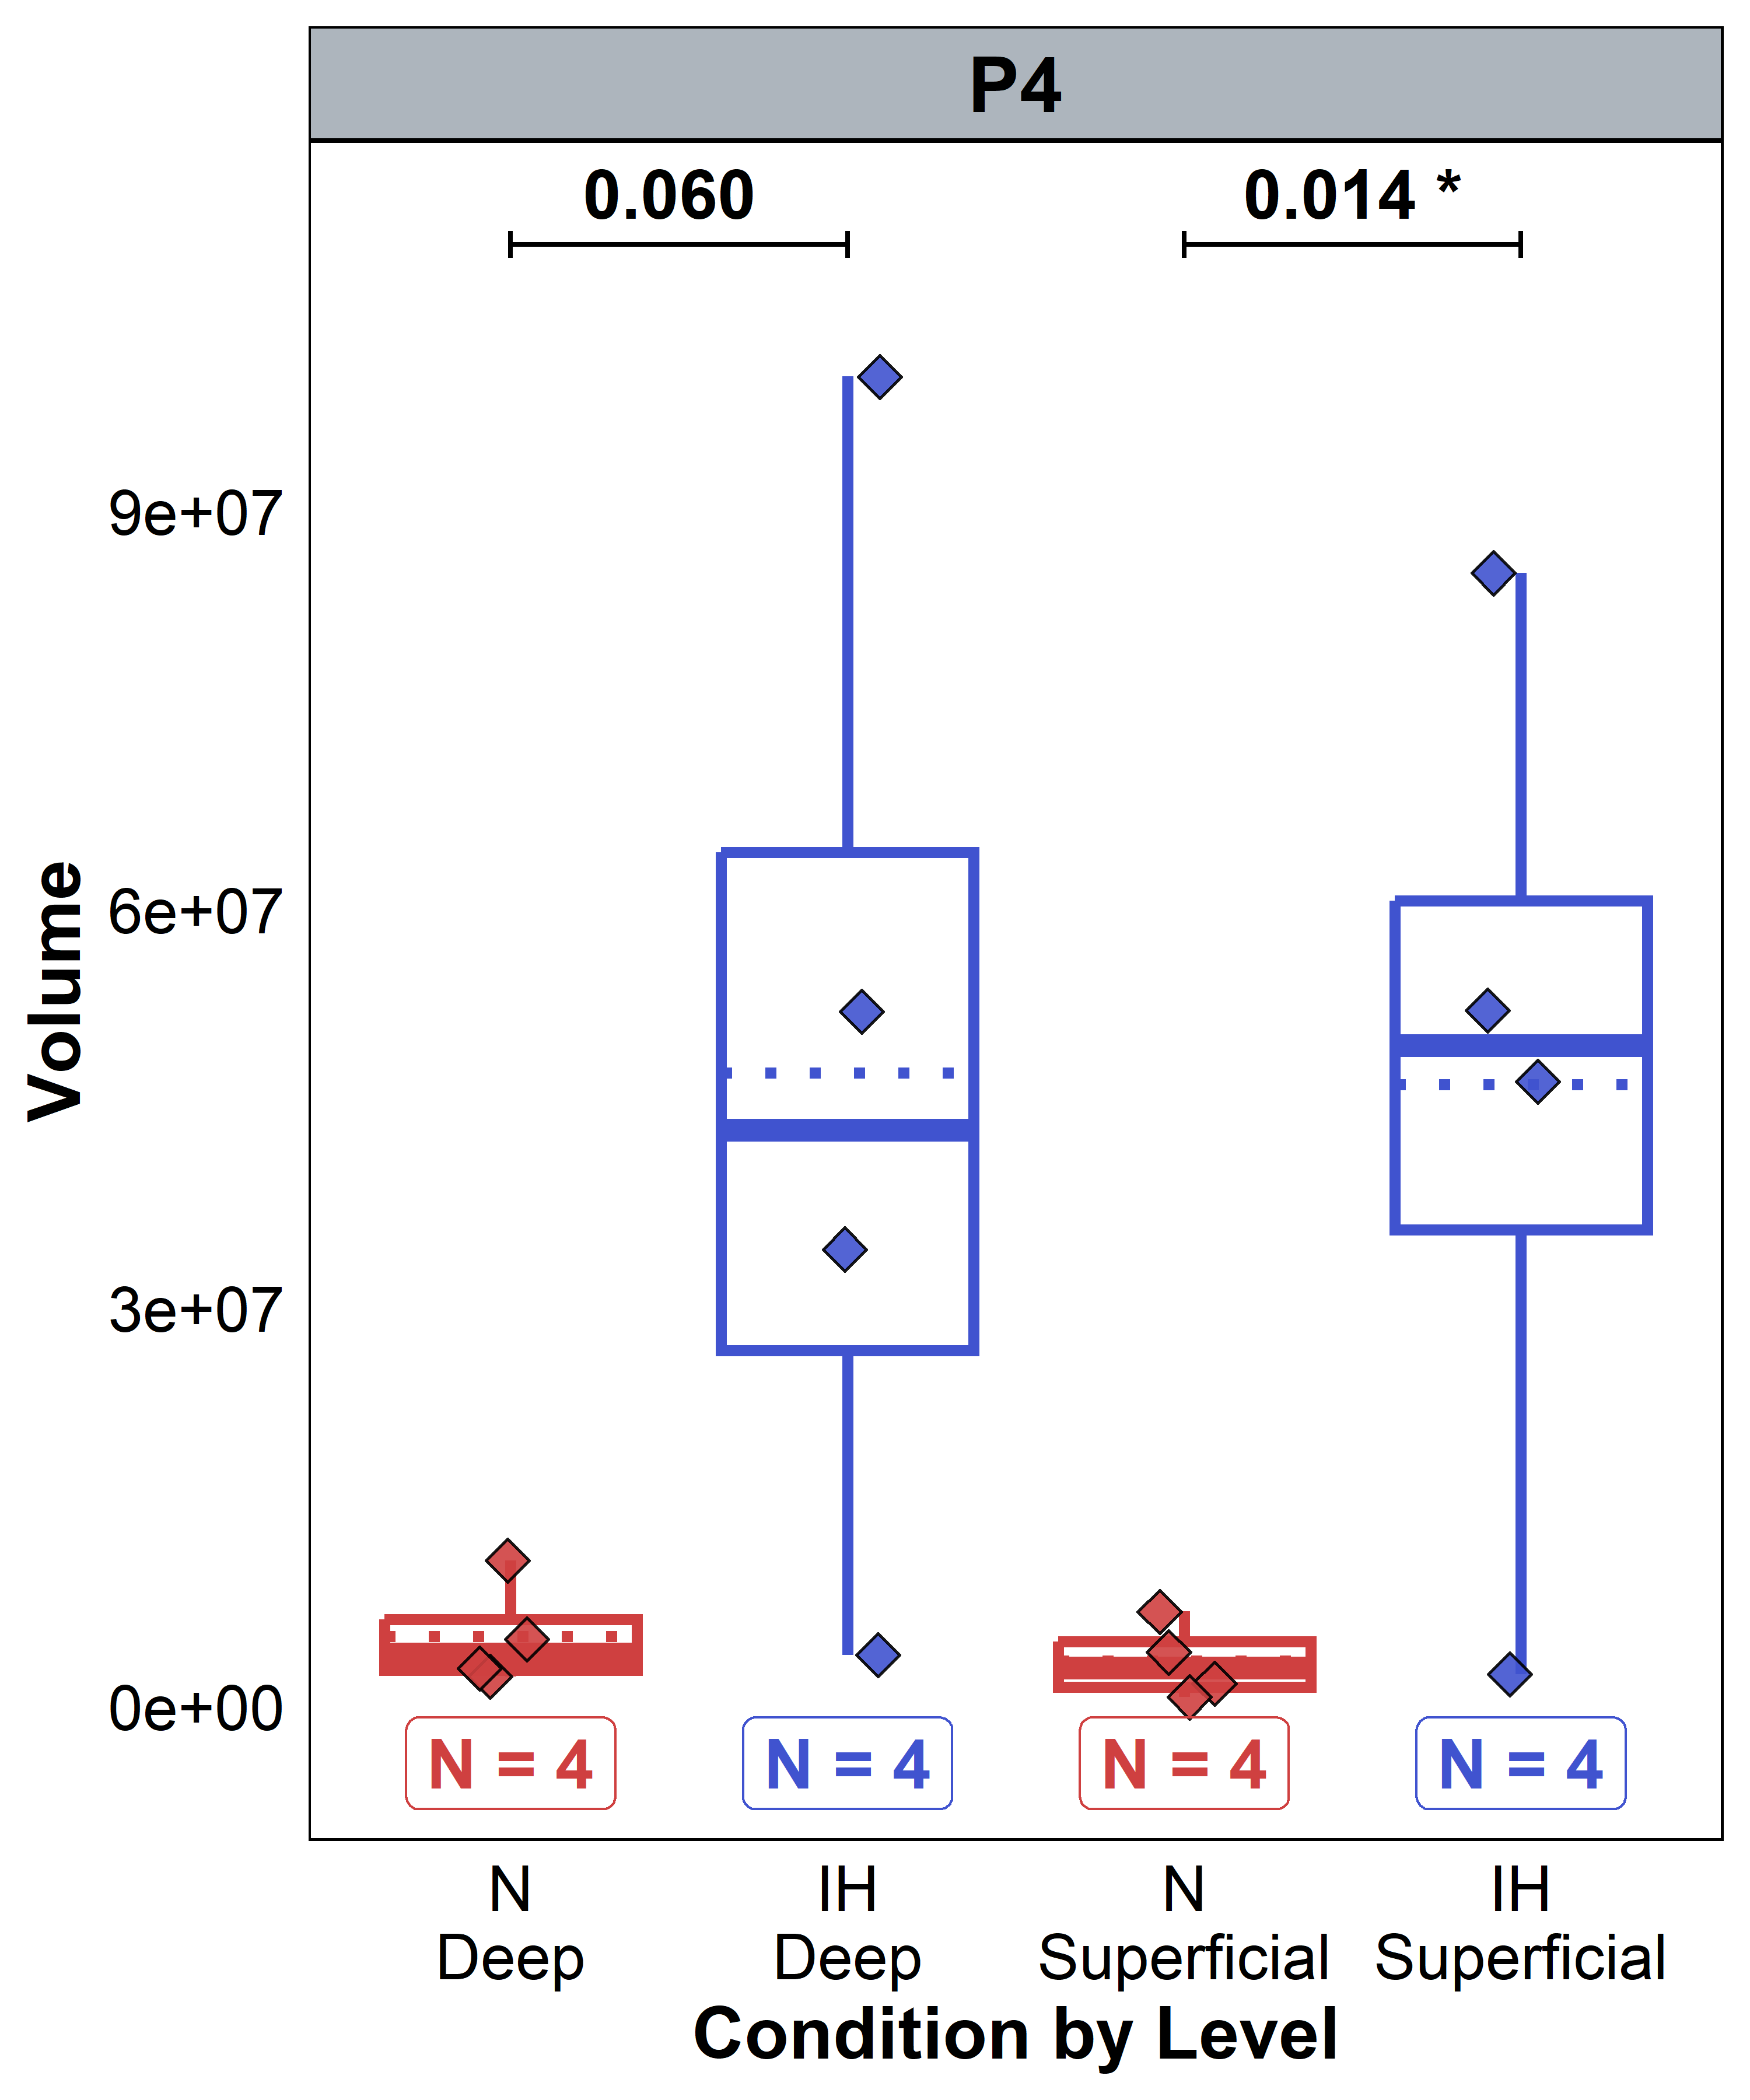 P4
0.060
0.014 *
9e+07
6e+07
3e+07
0e+00
Volume
N = 4
N = 4
N = 4
N = 4
N
Deep
IH
Deep
N
Superficial
IH
Superficial
Condition by Level